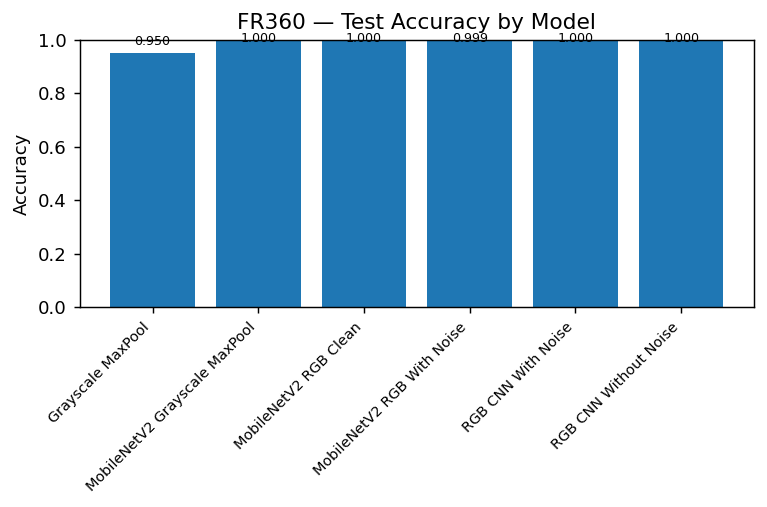 FR360 — Test Accuracy by Model
Accuracy
1.0
0.8
0.6
0.4
0.2
0.0
0.950
1.000
1.000
0.999
1.000
1.000
Grayscale MaxPool
MobileNetV2 Grayscale MaxPool
MobileNetV2 RGB Clean
MobileNetV2 RGB With Noise
RGB CNN With Noise
RGB CNN Without Noise